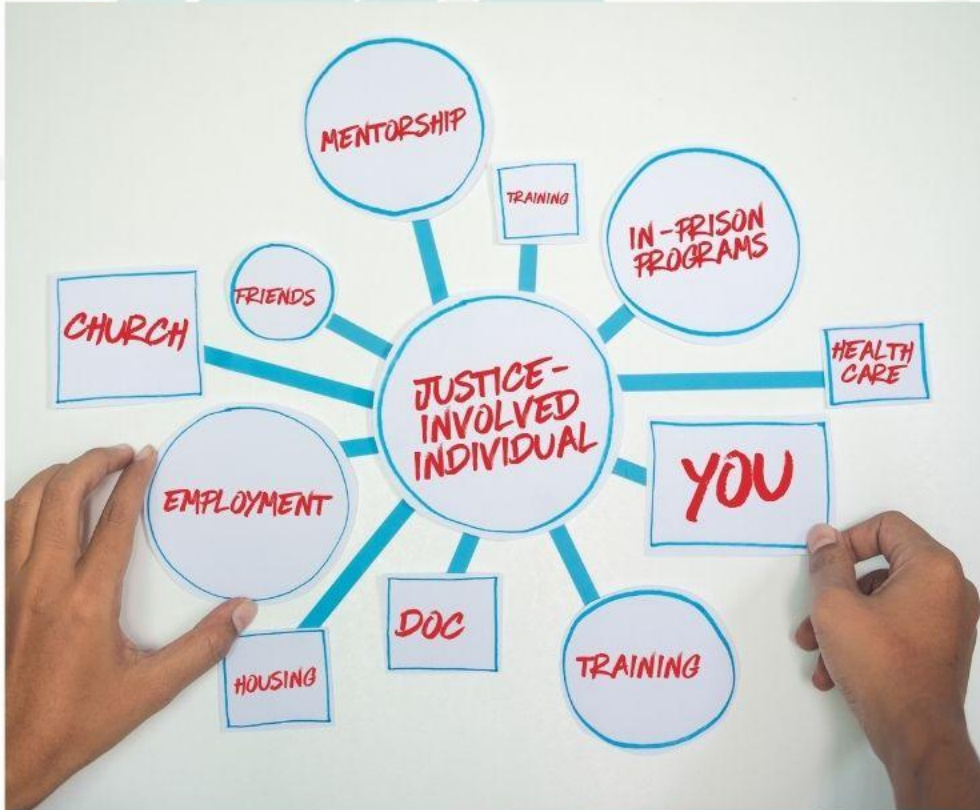 MENTORSHIP
TRAINING
IN-PRISON
PROGRAMS
FRIENDS
CHURCH
HEALTH
CARE
JUSTICE-
INVOLVED
INDIVIDUAL
YOU
EMPLOYMENT
DOC
TRAINING
HOUSING